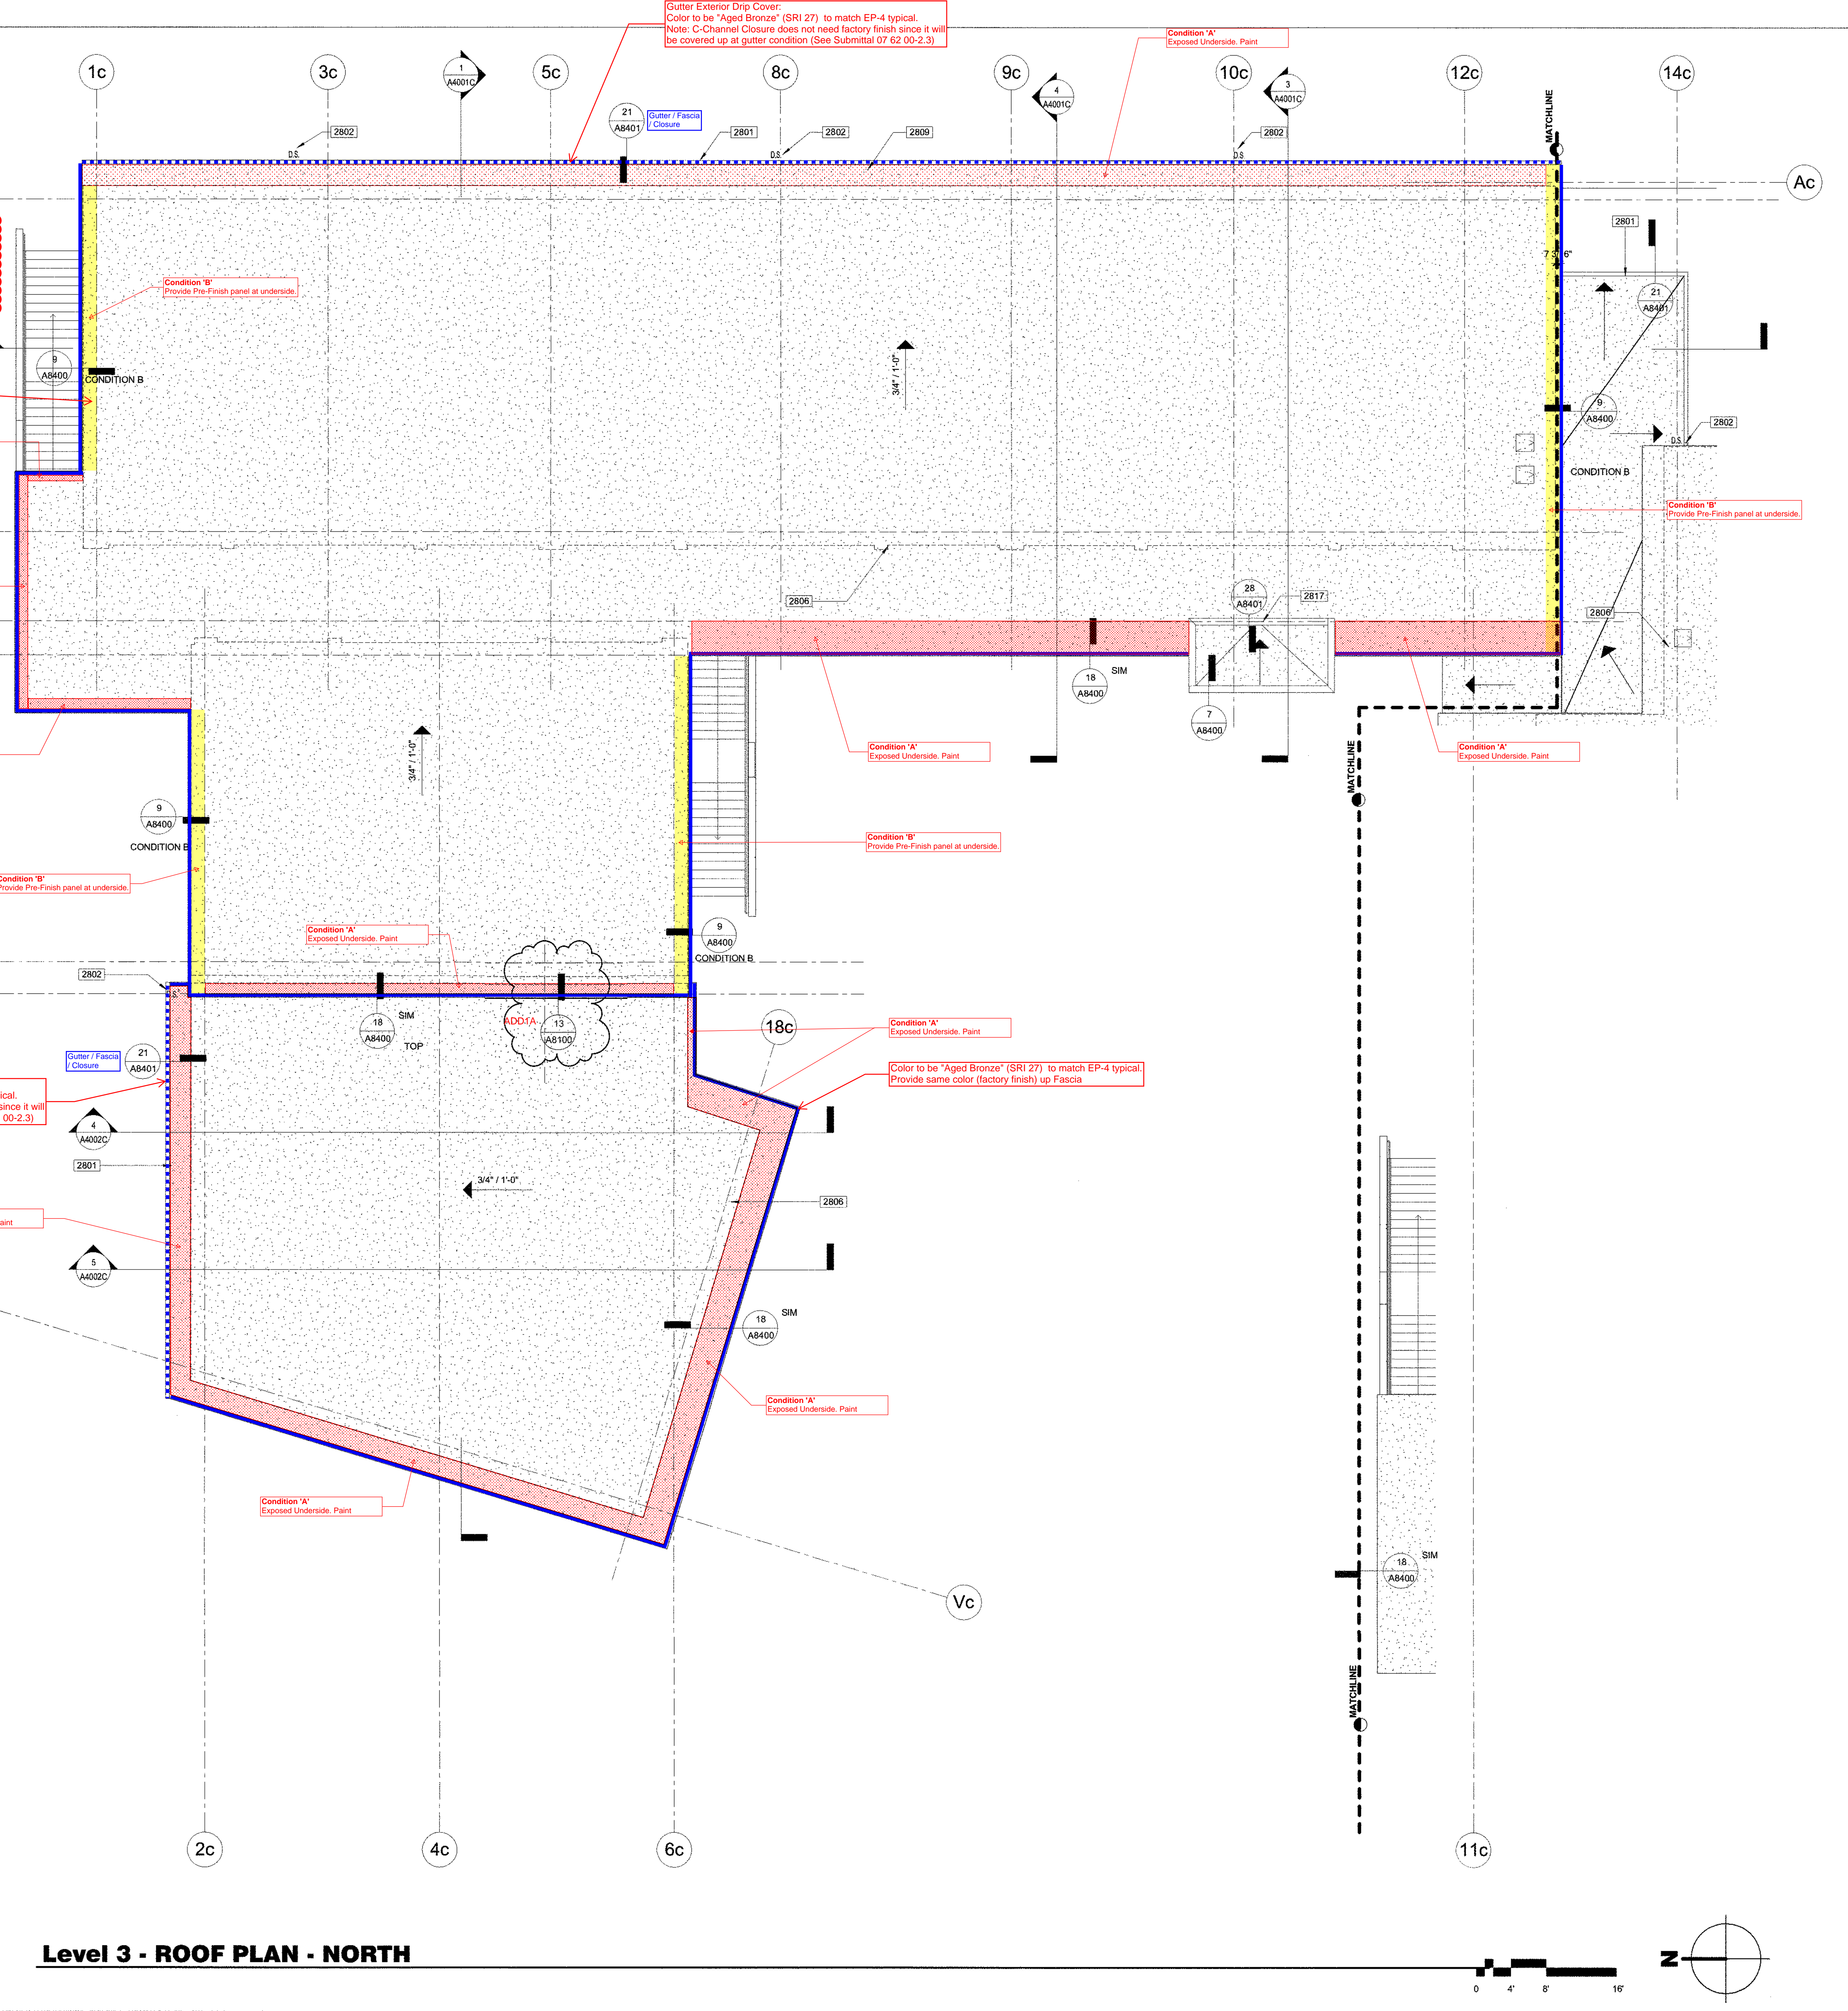 Gutter Exterior Drip Cover:
Color to be "Aged Bronze" (SRI 27) to match EP-4 typical.
Note: C-Channel Closure does not need factory finish since it will
be covered up at gutter condition (See Submittal 07 62 00-2.3)
Condition 'A'
Exposed Underside. Paint
1c
3c
1
A4001C
5c
8c
9c
4
A4001C
10c
3
A4001C
12c
14c
MATCHLINE
21
A8401
Gutter / Fascia
/ Closure
2802
2801
2802
2809
2802
D.S.
D.S.
D.S.
Ac
2801
Condition 'B'
Provide Pre-Finish panel at underside.
21
A8401
9
A8400
CONDITION B
3/4" / 1'-0"
9
A8400
2802
D.S.
CONDITION B
Condition 'B'
Provide Pre-Finish panel at underside.
2806
28
A8401
2817
2806
18
A8400
SIM
7
A8400
Condition 'A'
Exposed Underside. Paint
Condition 'A'
Exposed Underside. Paint
3/4" / 1'-0"
MATCHLINE
9
A8400
CONDITION B
Condition 'B'
Provide Pre-Finish panel at underside.
Condition 'B'
Provide Pre-Finish panel at underside.
Condition 'A'
Exposed Underside. Paint
9
A8400
CONDITION B
2802
18
A8400
SIM
TOP
ADD1A
13
A8100
18c
Condition 'A'
Exposed Underside. Paint
Gutter / Fascia
/ Closure
21
A8401
Color to be "Aged Bronze" (SRI 27) to match EP-4 typical.
Provide same color (factory finish) up Fascia
ical.
since it will
00-2.3)
4
A4002C
2801
3/4" / 1'-0"
2806
aint
5
A4002C
18
A8400
SIM
Condition 'A'
Exposed Underside. Paint
Condition 'A'
Exposed Underside. Paint
Vc
18
A8400
SIM
MATCHLINE
2c
4c
6c
11c
Level 3 - ROOF PLAN - NORTH
0 4' 8' 16'
N